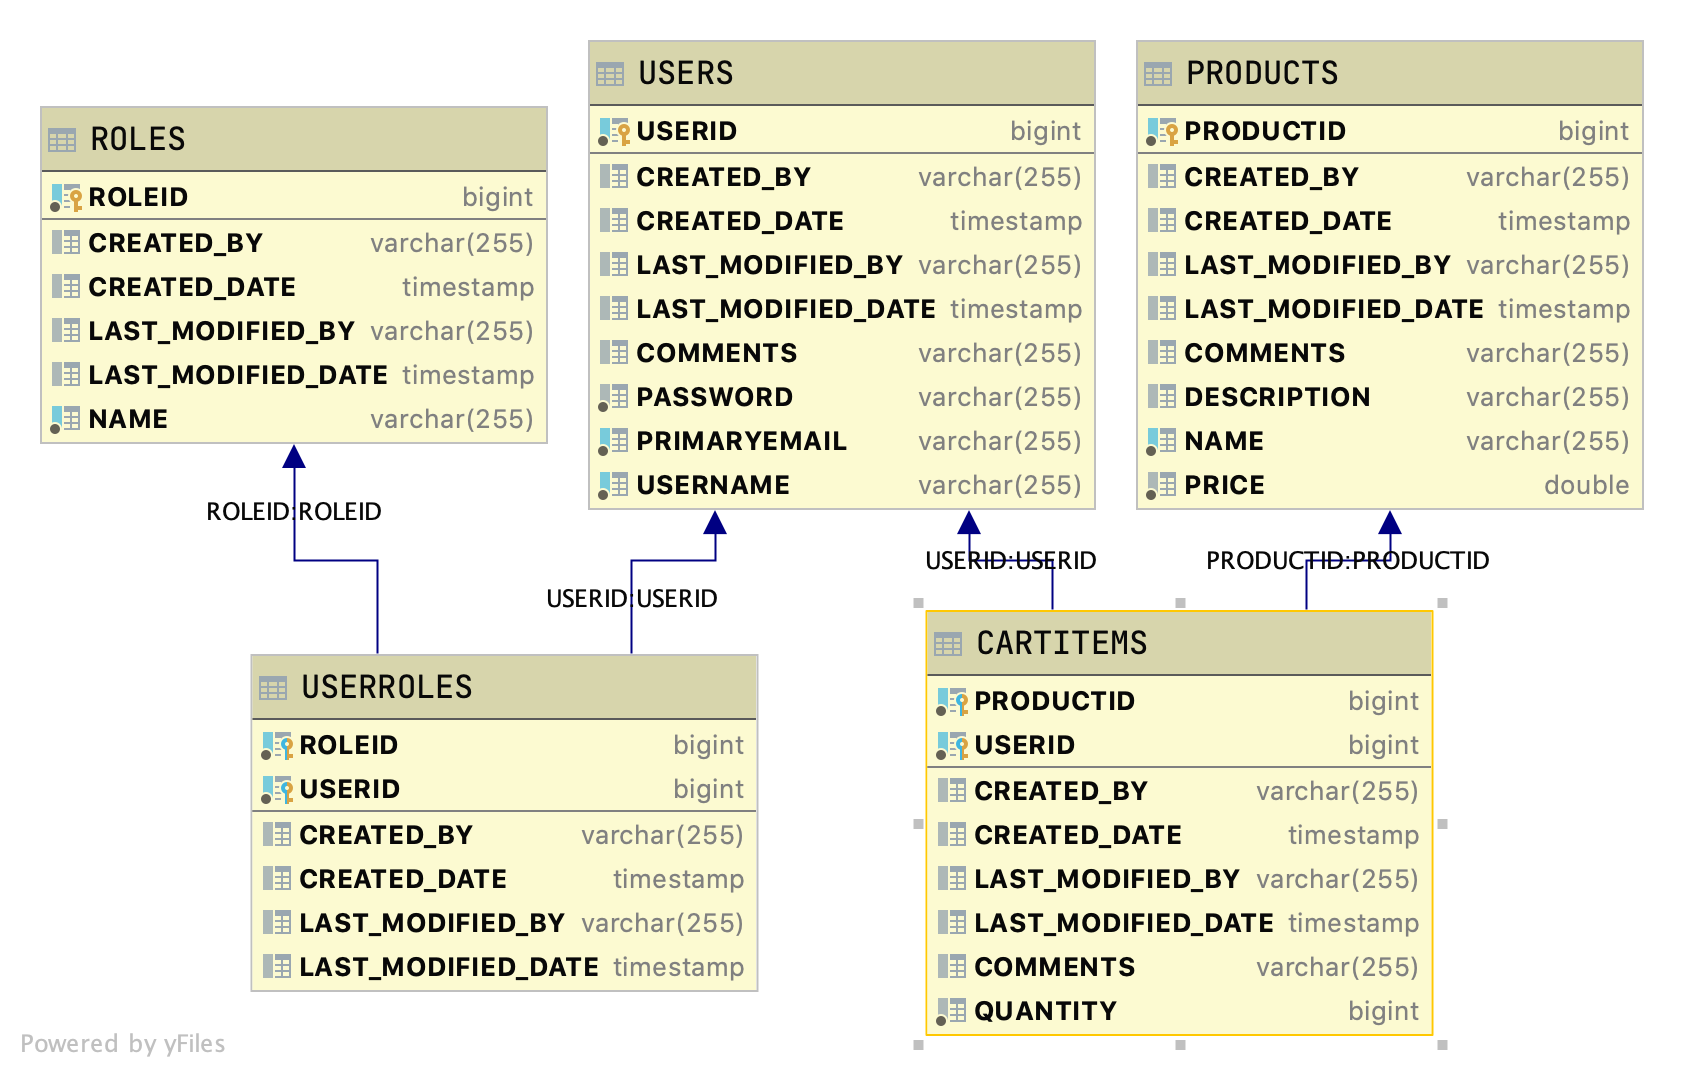 ROLES
ROLEID bigint
CREATED_BY varchar(255)
CREATED_DATE timestamp
LAST_MODIFIED_BY varchar(255)
LAST_MODIFIED_DATE timestamp
NAME varchar(255)
USERS
USERID bigint
CREATED_BY varchar(255)
CREATED_DATE timestamp
LAST_MODIFIED_BY varchar(255)
LAST_MODIFIED_DATE timestamp
COMMENTS varchar(255)
PASSWORD varchar(255)
PRIMARYEMAIL varchar(255)
USERNAME varchar(255)
PRODUCTS
PRODUCTID bigint
CREATED_BY varchar(255)
CREATED_DATE timestamp
LAST_MODIFIED_BY varchar(255)
LAST_MODIFIED_DATE timestamp
COMMENTS varchar(255)
DESCRIPTION varchar(255)
NAME varchar(255)
PRICE double
ROLEID:ROLEID
USERID:USERID
USERID:USERID
PRODUCTID:PRODUCTID
USERROLES
ROLEID bigint
USERID bigint
CREATED_BY varchar(255)
CREATED_DATE timestamp
LAST_MODIFIED_BY varchar(255)
LAST_MODIFIED_DATE timestamp
CARTITEMS
PRODUCTID bigint
USERID bigint
CREATED_BY varchar(255)
CREATED_DATE timestamp
LAST_MODIFIED_BY varchar(255)
LAST_MODIFIED_DATE timestamp
COMMENTS varchar(255)
QUANTITY bigint
Powered by yFiles